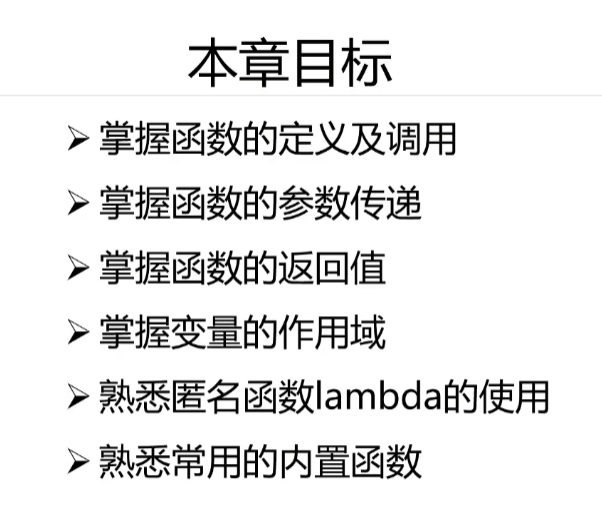 本章目标
➢ 掌握函数的定义及调用
➢ 掌握函数的参数传递
➢ 掌握函数的返回值
➢ 掌握变量的作用域
➢ 熟悉匿名函数lambda的使用
➢ 熟悉常用的内置函数